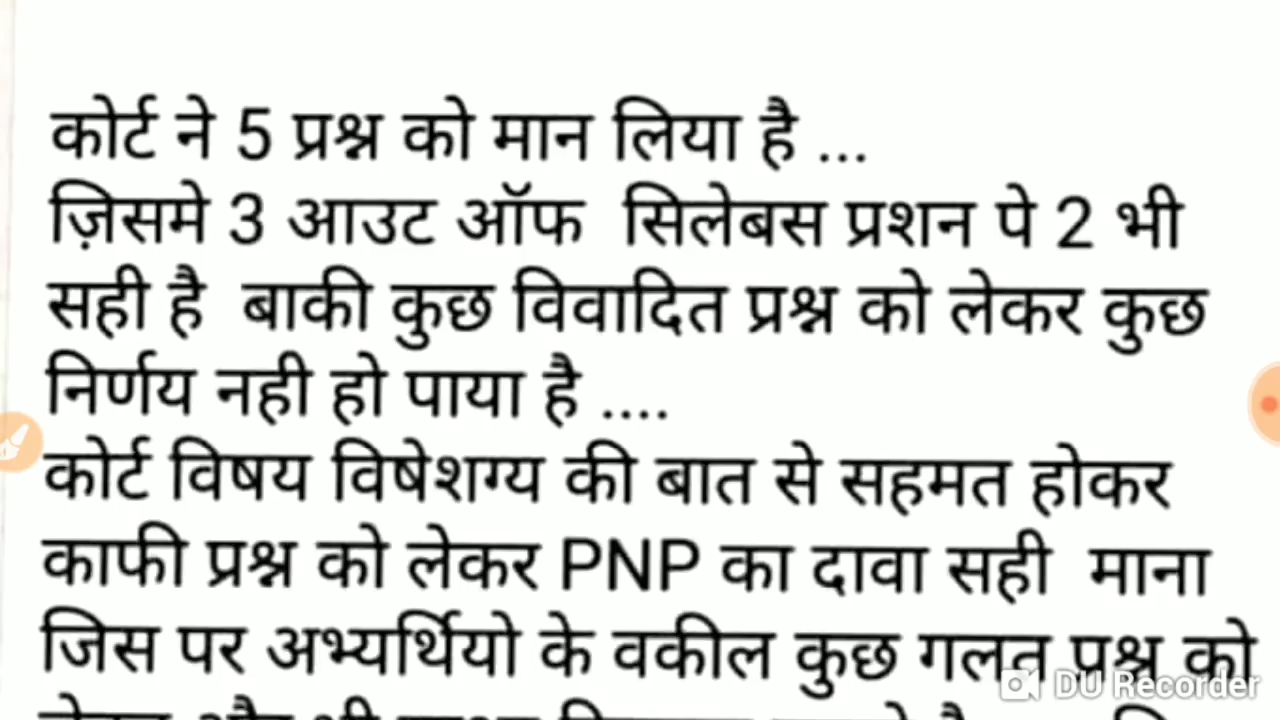 कोर्ट ने 5 प्रश्न को मान लिया है ...
ज़िसमे 3 आउट ऑफ सिलेबस प्रशन पे 2 भी
सही है बाकी कुछ विवादित प्रश्न को लेकर कुछ
निर्णय नही हो पाया है ....
कोर्ट विषय विषेशग्य की बात से सहमत होकर
काफी प्रश्न को लेकर PNP का दावा सही माना
जिस पर अभ्यर्थियो के वकील कुछ गलत प्रश्न को
DU Recorder